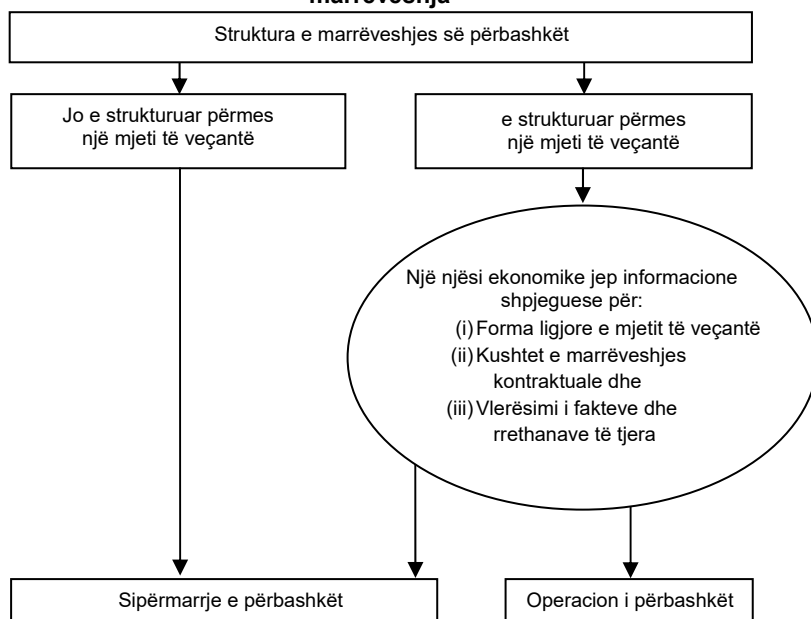 marrëveshja
Struktura e marrëveshjes së përbashkët
Jo e strukturuar përmes
një mjeti të veçantë
e strukturuar përmes
një mjeti të veçantë
Një njësi ekonomike jep informacione
shpjeguese për:
(i) Forma ligjore e mjetit të veçantë
(ii) Kushtet e marrëveshjes
kontraktuale dhe
(iii) Vlerësimi i fakteve dhe
rrethanave të tjera
Sipërmarrje e përbashkët
Operacion i përbashkët